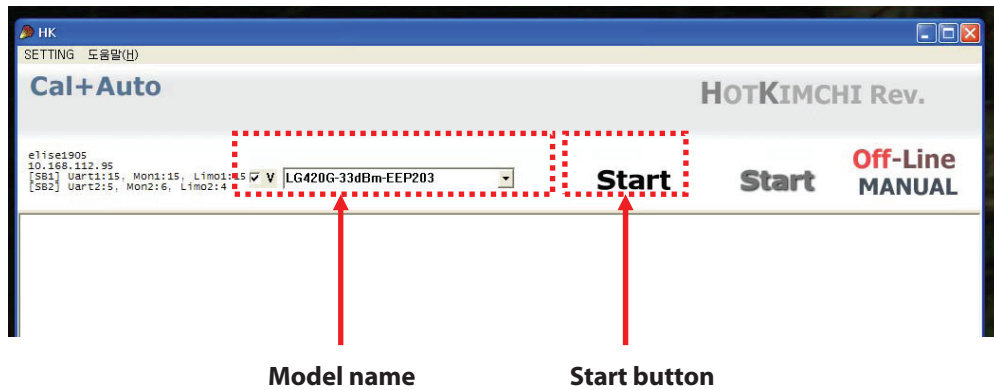 HK
SETTING 도움말(H)
Cal+Auto
HOTKIMCHI Rev.
elise1905
10.168.112.95
[SB1] Uart1:15, Mon1:15, Limo1:15
[SB2] Uart2:5, Mon2:6, Limo2:4
V LG420G-33dBm-EEP203
Start
Start
Off-Line
MANUAL
Model name
Start button